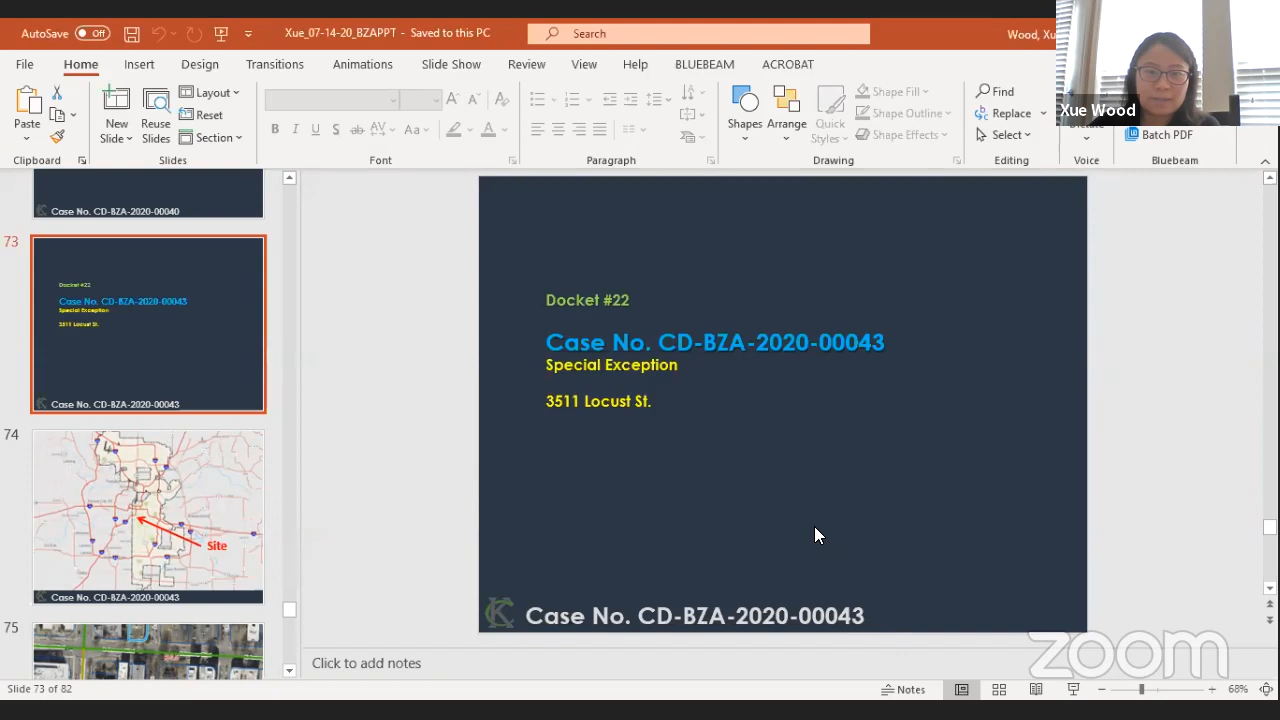 AutoSave Off
Xue_07-14-20_BZAPPT - Saved to this PC
Search
Wood, Xu
Xue Wood
File Home Insert Design Transitions Animations Slide Show Review View Help BLUEBEAM ACROBAT
Paste
New Slides
Reuse Slides
Layout
Reset
Section
Shapes
Arrange
Quick Styles
Shape Fill
Shape Outline
Shape Effects
Find
Replace
Select
Batch PDF
Clipboard Slides Font Paragraph Drawing Editing Voice Bluebeam
Case No. CD-BZA-2020-00040
73
Docket #22
Case No. CD-BZA-2020-00043
Special Exception
3511 Locust St.
Case No. CD-BZA-2020-00043
74
Site
Case No. CD-BZA-2020-00043
75
Docket #22
Case No. CD-BZA-2020-00043
Special Exception
3511 Locust St.
KC Case No. CD-BZA-2020-00043
Click to add notes
zoom
Slide 73 of 82
Notes
68%